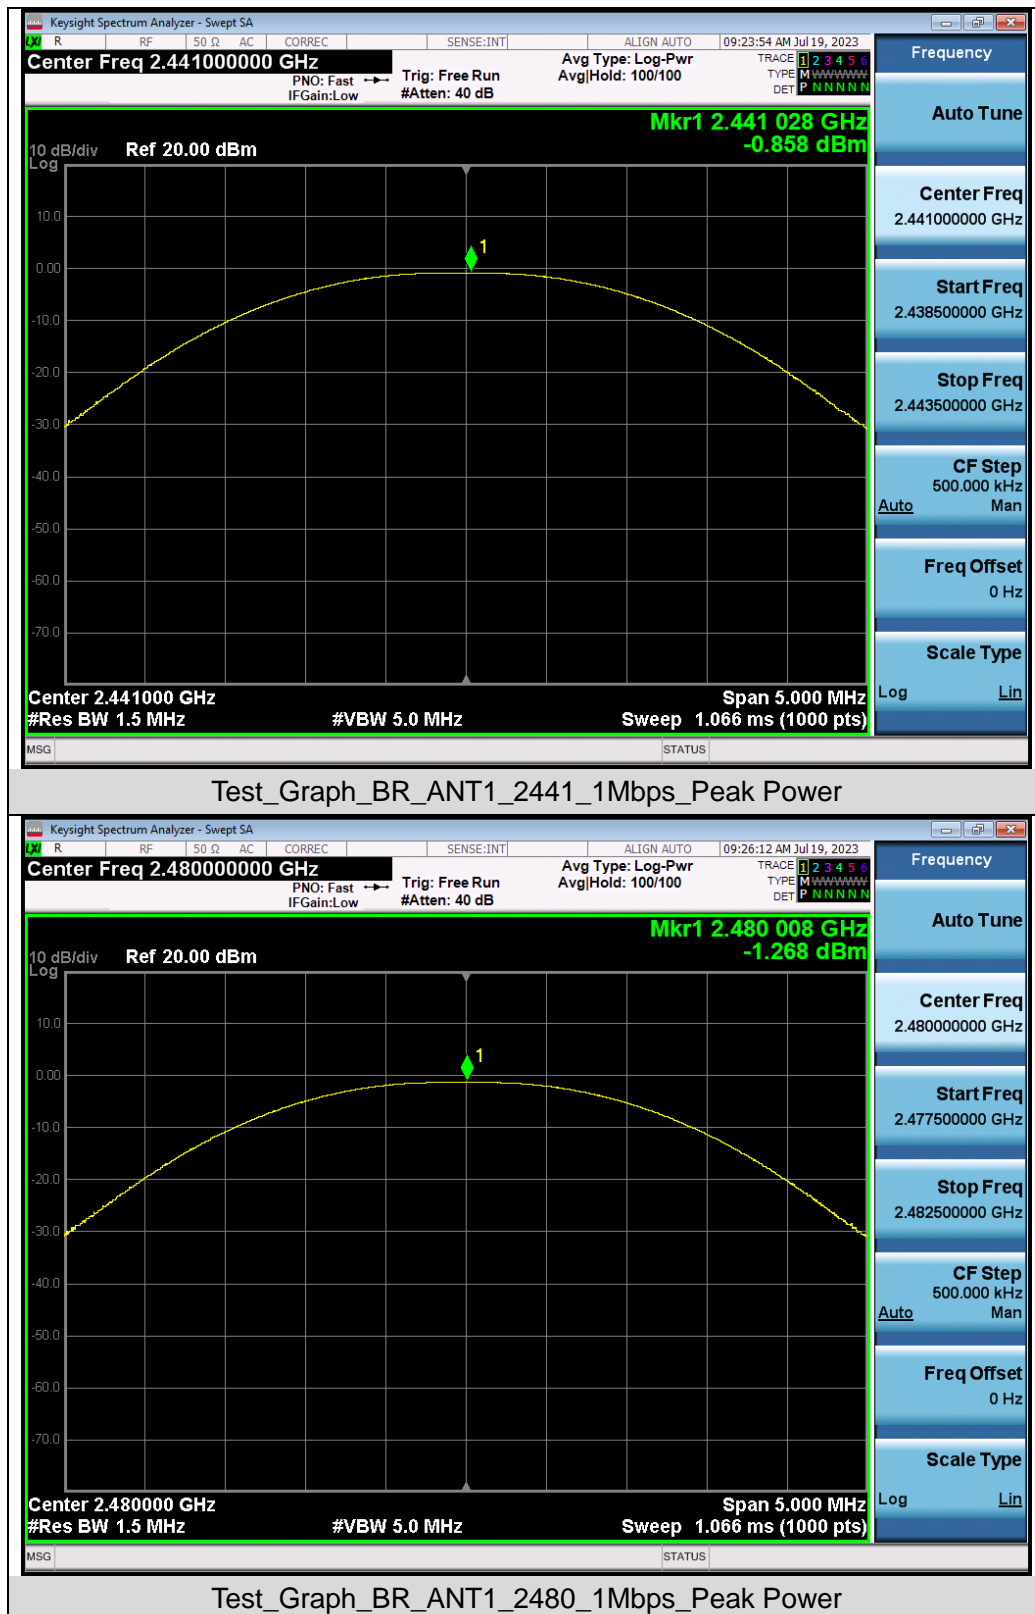 Keysight Spectrum Analyzer - Swept SA
LXI R RF 50 Ω AC CORREC SENSE:INT ALIGN AUTO 09:23:54 AM Jul 19, 2023
Center Freq 2.441000000 GHz
PNO: Fast
IFGain:Low
Trig: Free Run
#Atten: 40 dB
Avg Type: Log-Pwr
Avg|Hold: 100/100
TRACE 1 2 3 4 5 6
TYPE M W W W W W
DET P N N N N N
Mkr1 2.441 028 GHz
-0.858 dBm
10 dB/div Ref 20.00 dBm
Log
10.0
1
0.00
-10.0
-20.0
-30.0
-40.0
-50.0
-60.0
-70.0
Center 2.441000 GHz Span 5.000 MHz
#Res BW 1.5 MHz #VBW 5.0 MHz Sweep 1.066 ms (1000 pts)
MSG STATUS
Frequency
Auto Tune
Center Freq
2.441000000 GHz
Start Freq
2.438500000 GHz
Stop Freq
2.443500000 GHz
CF Step
500.000 kHz
Auto Man
Freq Offset
0 Hz
Scale Type
Log Lin
Test_Graph_BR_ANT1_2441_1Mbps_Peak Power
Keysight Spectrum Analyzer - Swept SA
LXI R RF 50 Ω AC CORREC SENSE:INT ALIGN AUTO 09:26:12 AM Jul 19, 2023
Center Freq 2.480000000 GHz
PNO: Fast
IFGain:Low
Trig: Free Run
#Atten: 40 dB
Avg Type: Log-Pwr
Avg|Hold: 100/100
TRACE 1 2 3 4 5 6
TYPE M W W W W W
DET P N N N N N
Mkr1 2.480 008 GHz
-1.268 dBm
10 dB/div Ref 20.00 dBm
Log
10.0
1
0.00
-10.0
-20.0
-30.0
-40.0
-50.0
-60.0
-70.0
Center 2.480000 GHz Span 5.000 MHz
#Res BW 1.5 MHz #VBW 5.0 MHz Sweep 1.066 ms (1000 pts)
MSG STATUS
Frequency
Auto Tune
Center Freq
2.480000000 GHz
Start Freq
2.477500000 GHz
Stop Freq
2.482500000 GHz
CF Step
500.000 kHz
Auto Man
Freq Offset
0 Hz
Scale Type
Log Lin
Test_Graph_BR_ANT1_2480_1Mbps_Peak Power